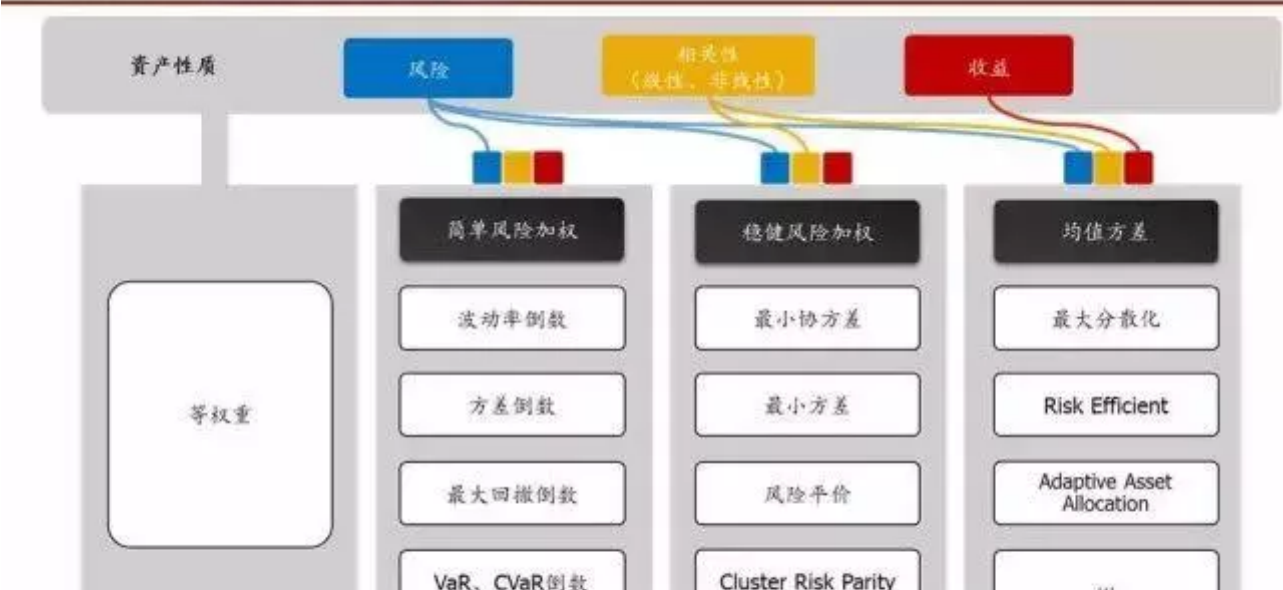 资产性质
风险
相关性
（线性、非线性）
收益
等权重
简单风险加权
波动率倒数
方差倒数
最大回撤倒数
VaR、CVaR倒数
稳健风险加权
最小协方差
最小方差
风险平价
Cluster Risk Parity
均值方差
最大分散化
Risk Efficient
Adaptive Asset
Allocation